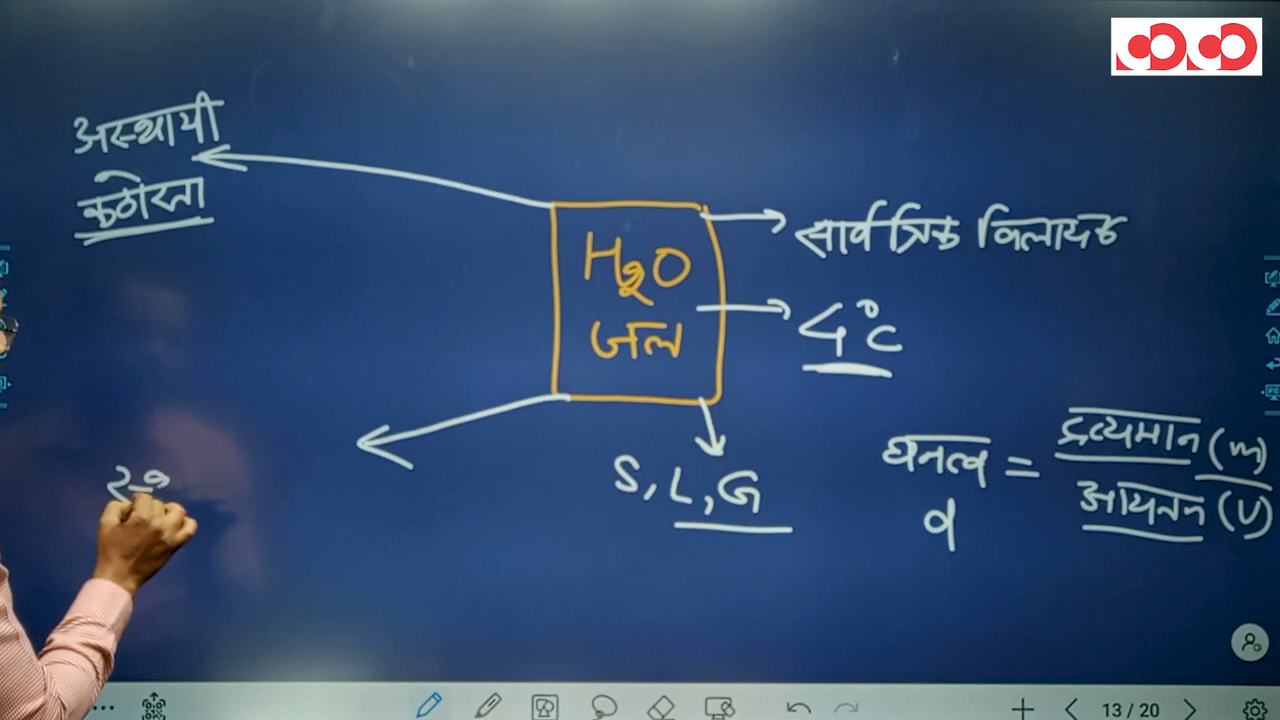 अस्थायी
कठोरता
H₂O
जल
सार्वत्रिक विलायक
4°C
S, L, G
घनत्व = द्रव्यमान (m)
आयतन (V)
13 / 20